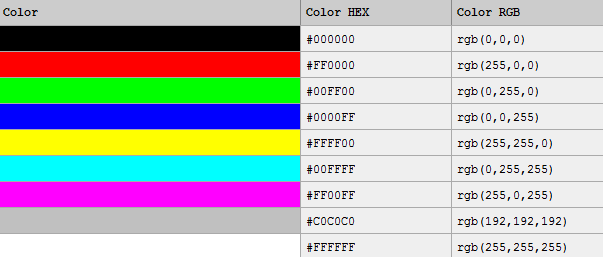 Color Color HEX Color RGB
#000000 rgb(0,0,0)
#FF0000 rgb(255,0,0)
#00FF00 rgb(0,255,0)
#0000FF rgb(0,0,255)
#FFFF00 rgb(255,255,0)
#00FFFF rgb(0,255,255)
#FF00FF rgb(255,0,255)
#C0C0C0 rgb(192,192,192)
#FFFFFF rgb(255,255,255)